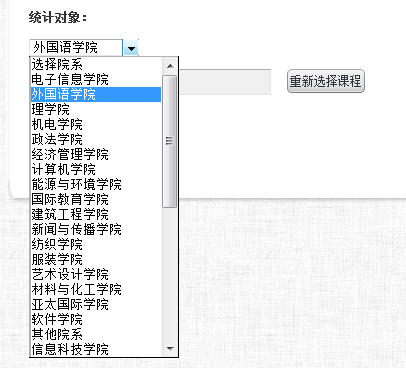 统计对象：
外国语学院
选择院系
电子信息学院
外国语学院
理学院
机电学院
政法学院
经济管理学院
计算机学院
能源与环境学院
国际教育学院
建筑工程学院
新闻与传播学院
纺织学院
服装学院
艺术设计学院
材料与化工学院
亚太国际学院
软件学院
其他院系
信息科技学院
重新选择课程